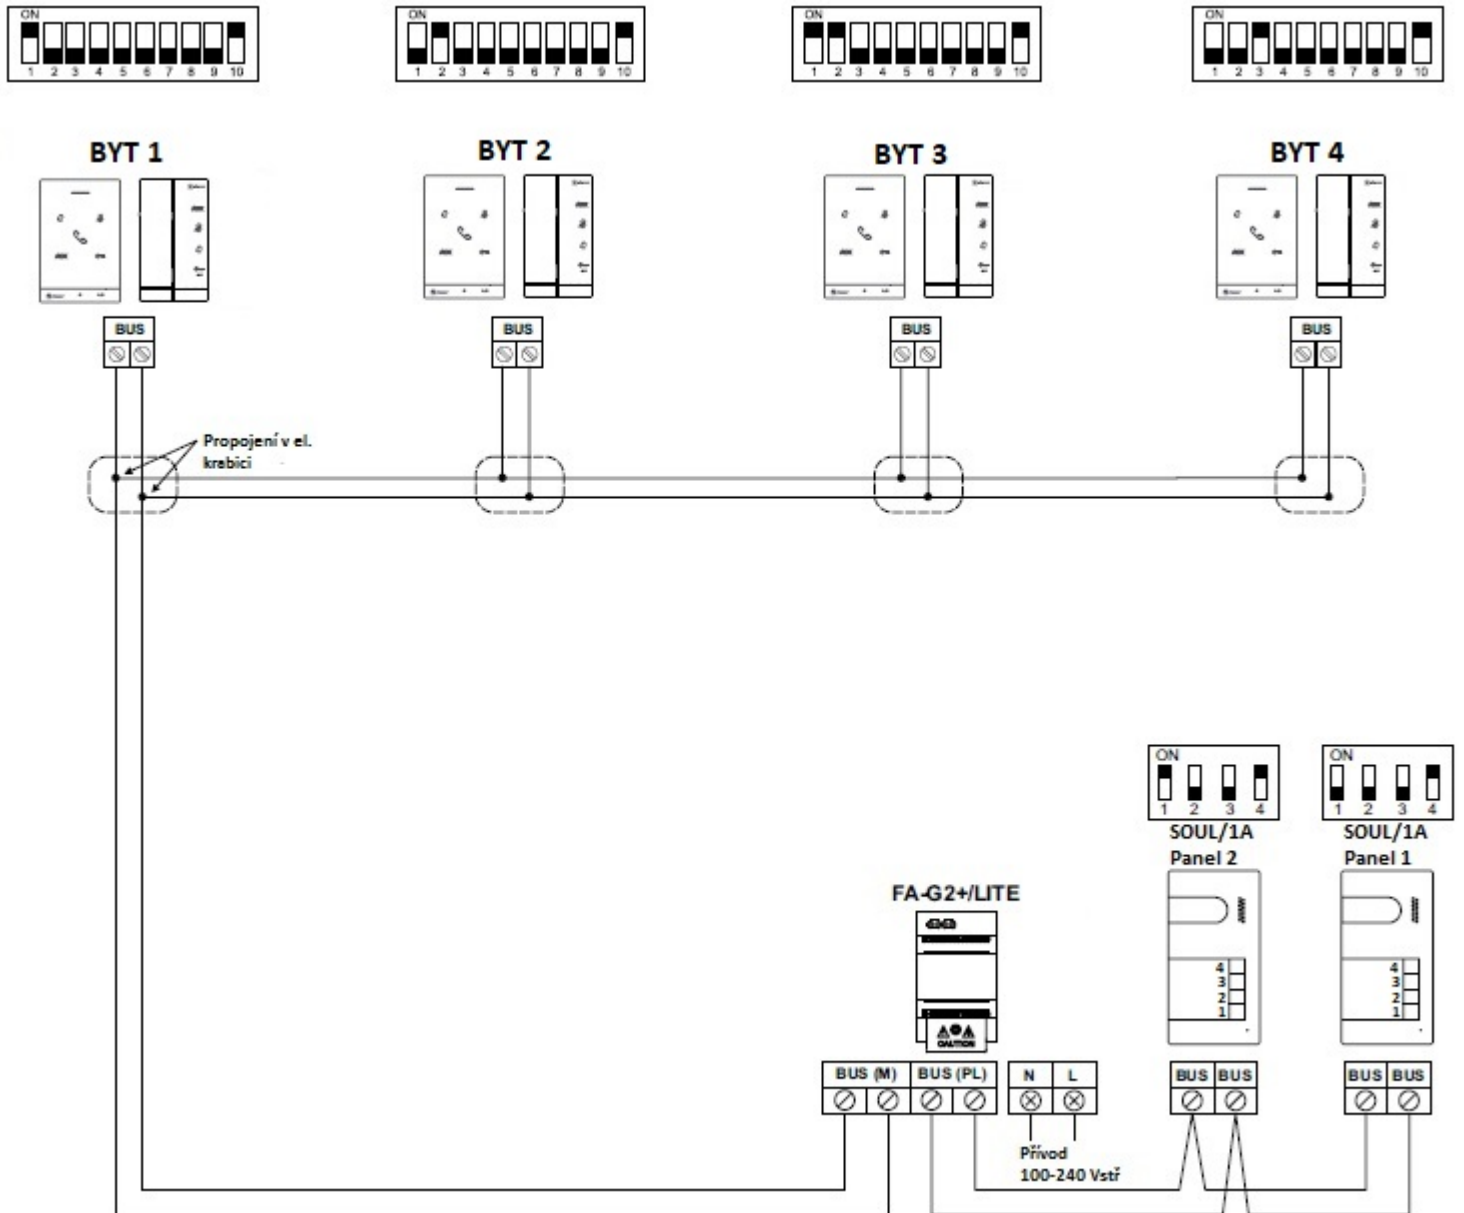 ON ON ON ON
1 2 3 4 5 6 7 8 9 10 1 2 3 4 5 6 7 8 9 10 1 2 3 4 5 6 7 8 9 10 1 2 3 4 5 6 7 8 9 10
BYT 1 BYT 2 BYT 3 BYT 4
BUS BUS BUS BUS
Propojení v el.
krabici
ON ON
1 2 3 4 1 2 3 4
SOUL/1A SOUL/1A
Panel 2 Panel 1
FA-G2+/LITE
4 4
3 3
2 2
1 1
CAUTION
BUS (M) BUS (PL) N L BUS BUS BUS BUS
Přívod
100-240 Vstř